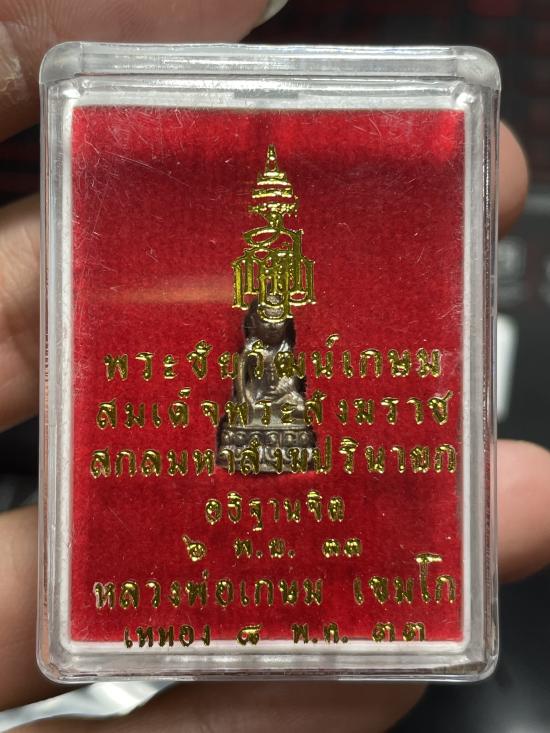 พระชัยวัฒน์เกษม
สมเด็จพระสังฆราช
สกลมหาสังฆปรินายก
อธิฐานจิต
๖ พ.ย. ๓๓
หลวงพ่อเกษม เขมโก
เททอง ๘ พ.ค. ๓๓